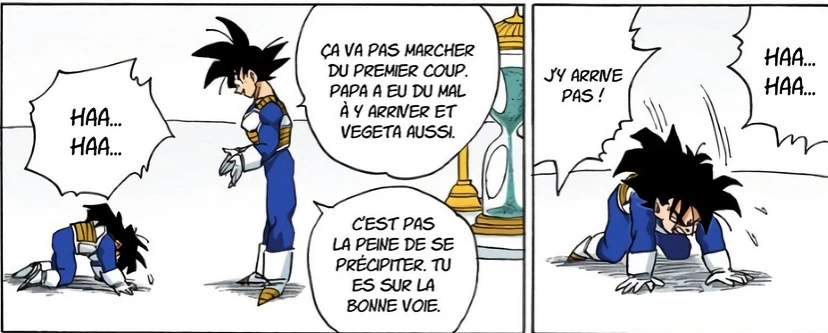 HAA...
HAA...
ÇA VA PAS MARCHER
DU PREMIER COUP.
PAPA A EU DU MAL
À Y ARRIVER ET
VEGETA AUSSI.
C'EST PAS
LA PEINE DE SE
PRÉCIPITER. TU
ES SUR LA
BONNE VOIE.
HAA...
HAA...
J'Y ARRIVE
PAS !